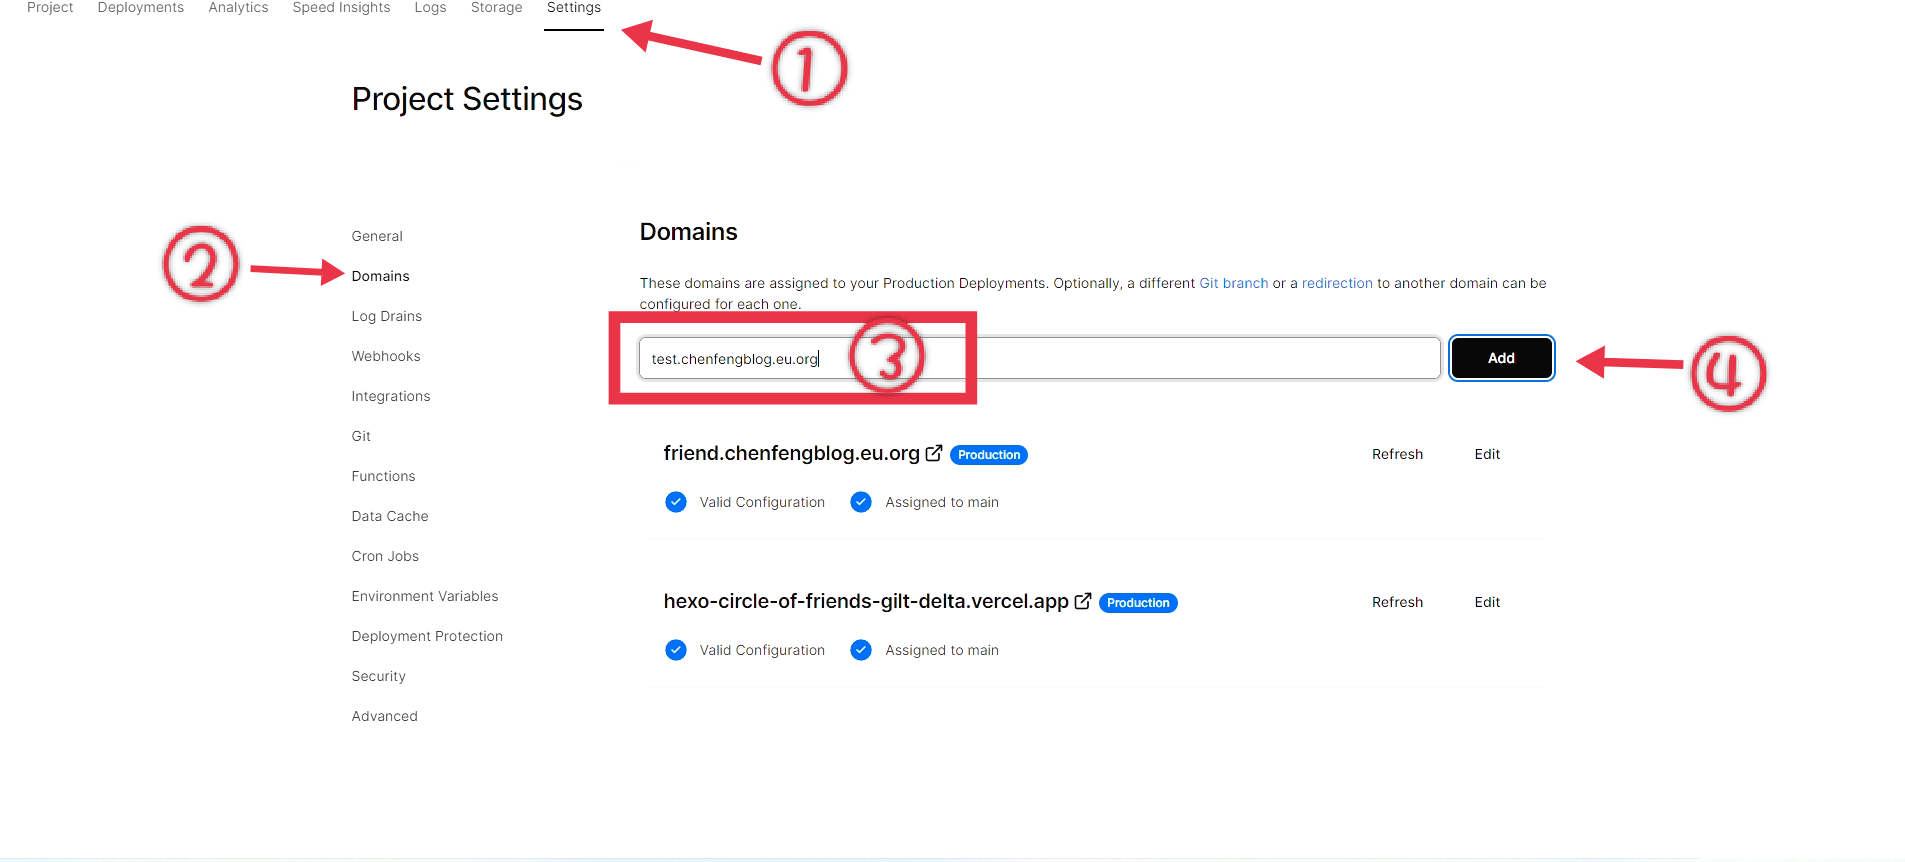 Project Deployments Analytics Speed Insights Logs Storage Settings
①
Project Settings
②
General
Domains
Log Drains
Webhooks
Integrations
Git
Functions
Data Cache
Cron Jobs
Environment Variables
Deployment Protection
Security
Advanced
Domains
These domains are assigned to your Production Deployments. Optionally, a different Git branch or a redirection to another domain can be
configured for each one.
test.chenfengblog.eu.org ③ Add ④
friend.chenfengblog.eu.org Production Refresh Edit
Valid Configuration Assigned to main
hexo-circle-of-friends-gilt-delta.vercel.app Production Refresh Edit
Valid Configuration Assigned to main